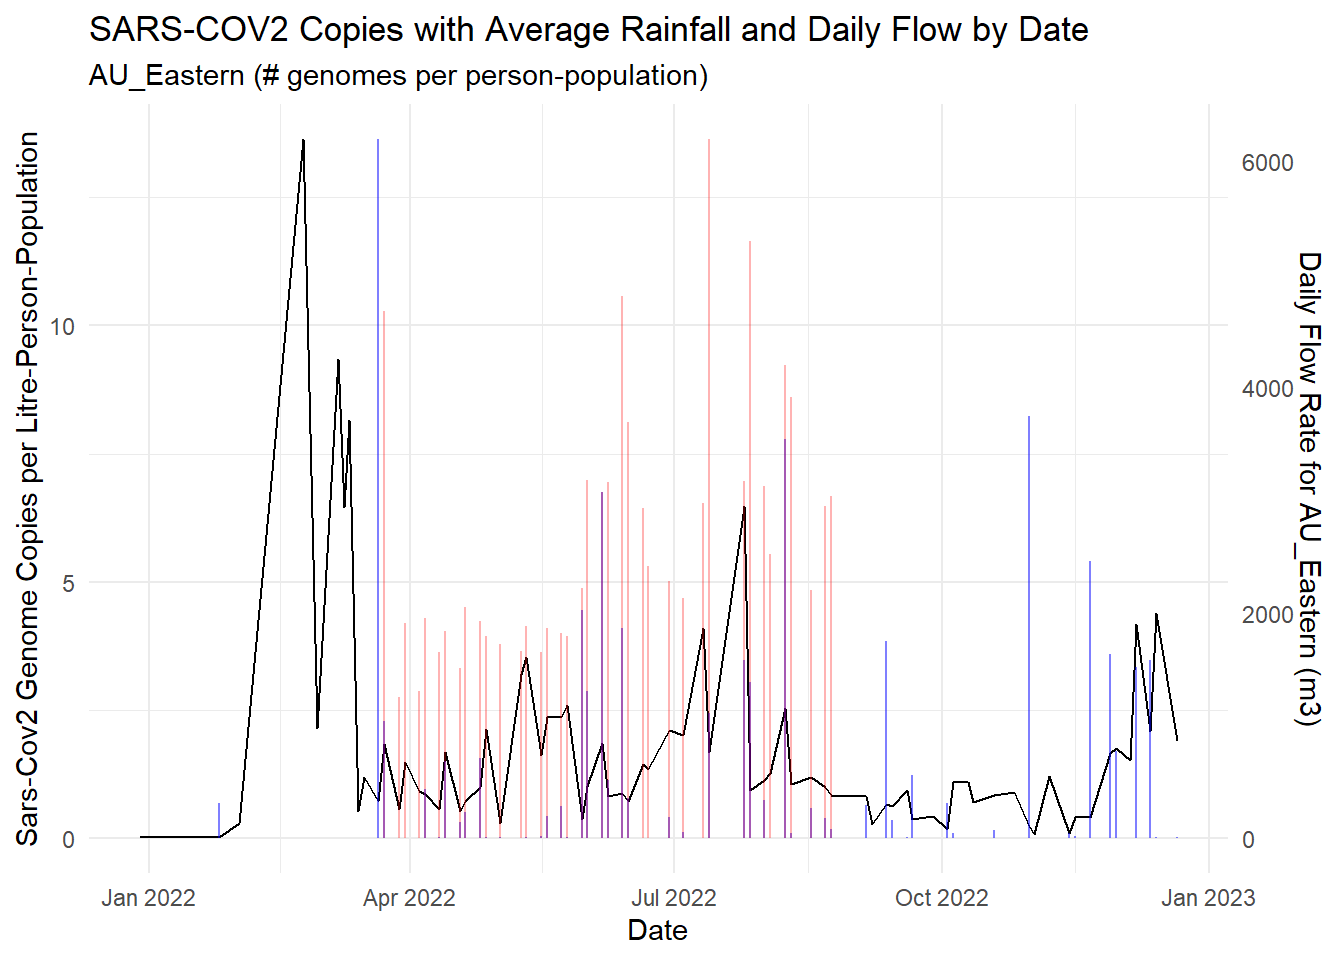 SARS-COV2 Copies with Average Rainfall and Daily Flow by Date
AU_Eastern (# genomes per person-population)
Sars-Cov2 Genome Copies per Litre-Person-Population
10
5
0
6000
4000
2000
0
Daily Flow Rate for AU_Eastern (m3)
Jan 2022
Apr 2022
Jul 2022
Oct 2022
Jan 2023
Date